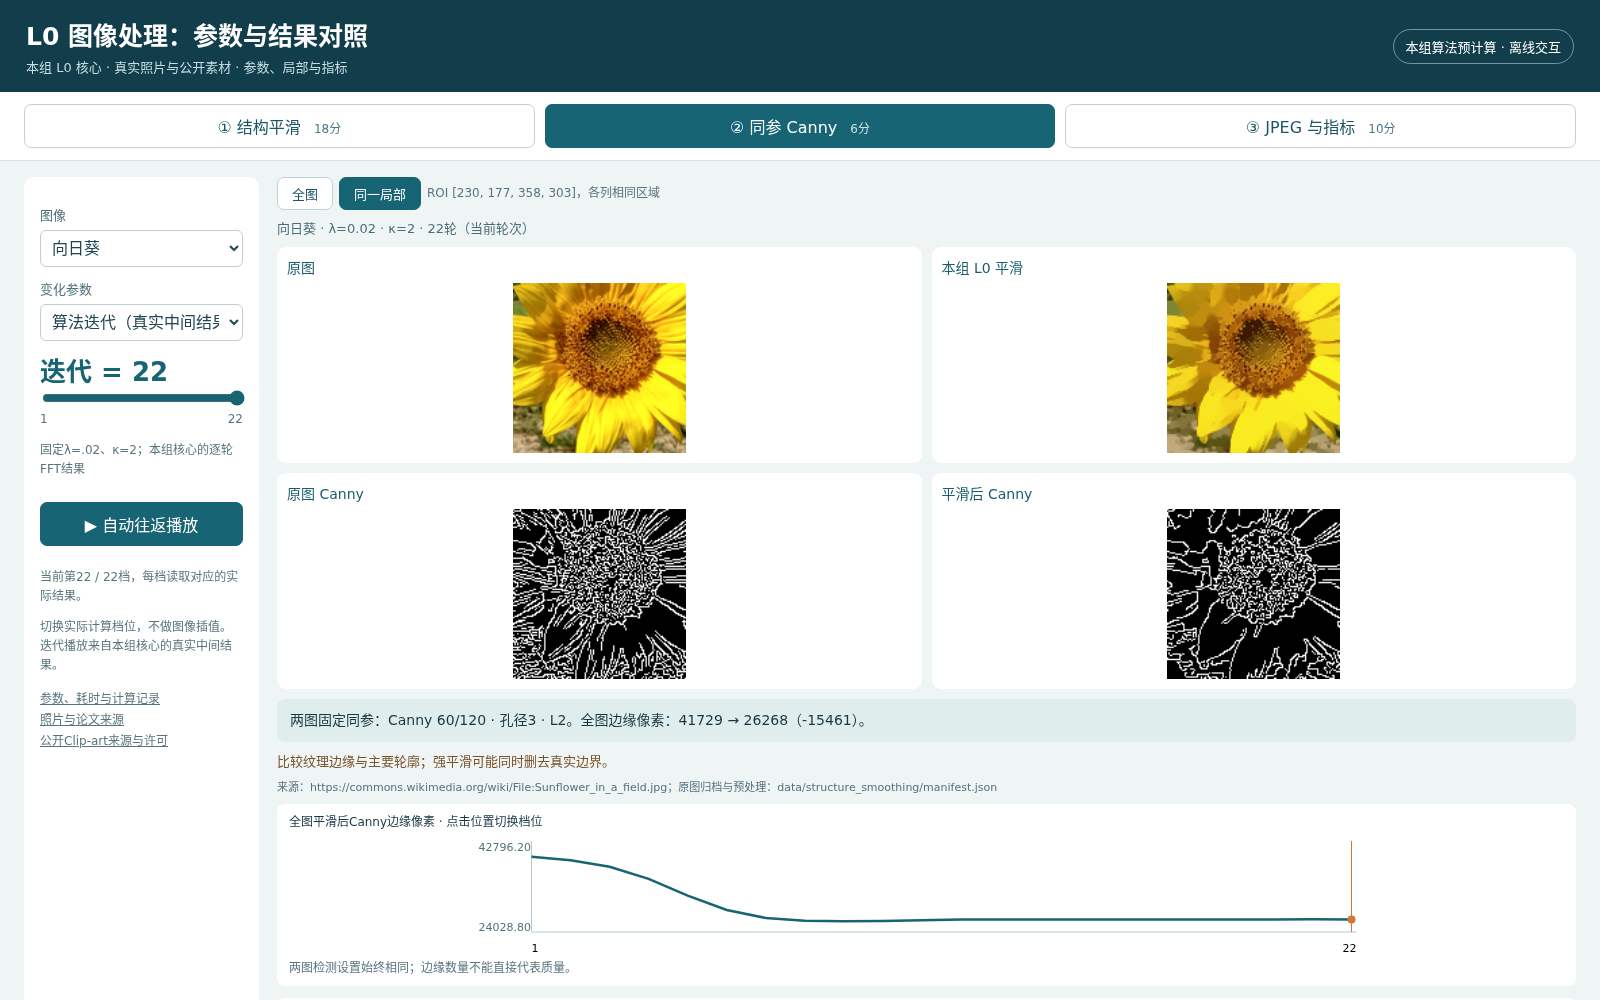 L0 图像处理：参数与结果对照
本组 L0 核心 · 真实照片与公开素材 · 参数、局部与指标
本组算法预计算 · 离线交互
① 结构平滑 18分
② 同参 Canny 6分
③ JPEG 与指标 10分
图像
向日葵
变化参数
算法迭代（真实中间结果
迭代 = 22
1
22
固定λ=.02、κ=2；本组核心的逐轮
FFT结果
▶ 自动往返播放
当前第22 / 22档，每档读取对应的实
际结果。
切换实际计算档位，不做图像插值。
迭代播放来自本组核心的真实中间结
果。
参数、耗时与计算记录
照片与论文来源
公开Clip-art来源与许可
全图
同一局部
ROI [230, 177, 358, 303]，各列相同区域
向日葵 · λ=0.02 · κ=2 · 22轮（当前轮次）
原图
本组 L0 平滑
原图 Canny
平滑后 Canny
两图固定同参：Canny 60/120 · 孔径3 · L2。全图边缘像素：41729 → 26268（-15461）。
比较纹理边缘与主要轮廓；强平滑可能同时删去真实边界。
来源：https://commons.wikimedia.org/wiki/File:Sunflower_in_a_field.jpg；原图归档与预处理：data/structure_smoothing/manifest.json
全图平滑后Canny边缘像素 · 点击位置切换档位
42796.20
24028.80
1
22
两图检测设置始终相同；边缘数量不能直接代表质量。